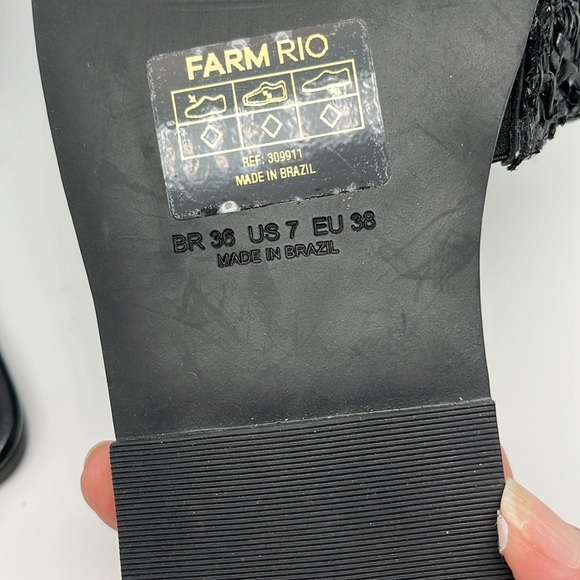 FARM RIO
REF: 309911
MADE IN BRAZIL
BR 36 US 7 EU 38
MADE IN BRAZIL